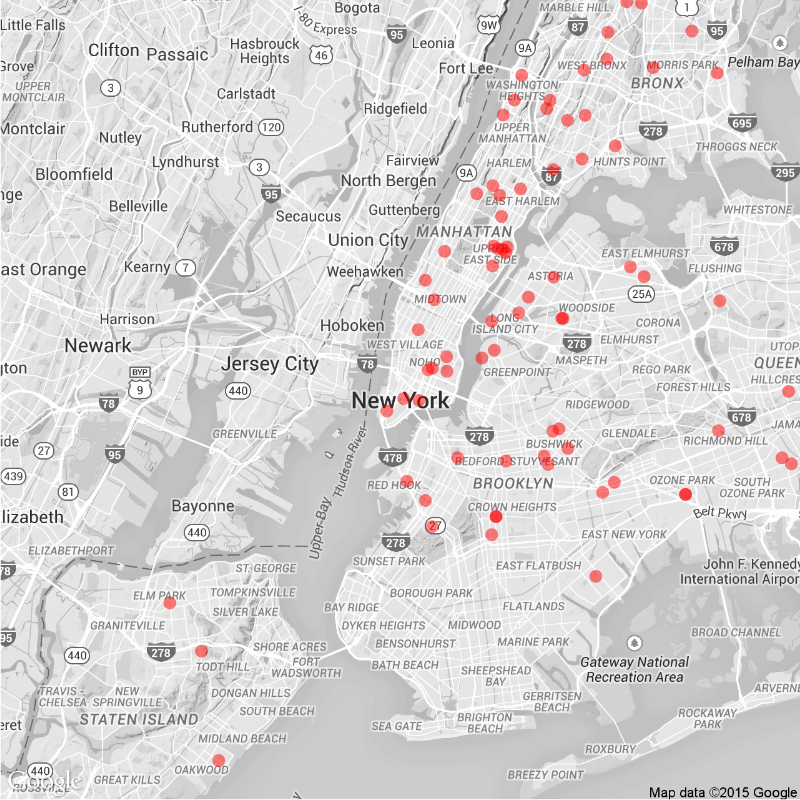 Little Falls
Bogota
I-80 Express
95
9W
MARBLE HILL
87
1
95
Clifton
Passaic
Hasbrouck
Heights
46
Leonia
9A
Pelham Bay
Grove
Fort Lee
WEST BRONX
MORRIS PARK
UPPER
MONTCLAIR
3
Carlstadt
WASHINGTON
HEIGHTS
BRONX
Ridgefield
Montclair
Nutley
Rutherford
120
UPPER
MANHATTAN
278
695
Lyndhurst
3
Fairview
HARLEM
HUNTS POINT
THROGGS NECK
Bloomfield
95
North Bergen
9A
87
295
nge
Belleville
Secaucus
Guttenberg
EAST HARLEM
WHITESTONE
Union City
MANHATTAN
678
ast Orange
Kearny
7
Weehawken
UPPER
EAST SIDE
EAST ELMHURST
FLUSHING
ASTORIA
25A
MIDTOWN
Harrison
Hoboken
LONG
ISLAND CITY
WOODSIDE
CORONA
Newark
WEST VILLAGE
278
ELMHURST
UTOP
Jersey City
78
NOHO
MASPETH
QUEEN
gton
BYP
9
440
GREENPOINT
REGO PARK
HILLCRES
FOREST HILLS
78
New York
RIDGEWOOD
678
JAMA
ide
27
GREENVILLE
278
BUSHWICK
GLENDALE
RICHMOND HILL
95
478
BEDFORD-STUYVESANT
439
81
RED HOOK
BROOKLYN
OZONE PARK
SOUTH
OZONE PARK
lizabeth
Bayonne
Hudson River
Upper Bay
CROWN HEIGHTS
Belt Pkwy
440
27
EAST NEW YORK
ELIZABETHPORT
278
78
ST. GEORGE
SUNSET PARK
EAST FLATBUSH
John F. Kennedy
International Airpor
ELM PARK
TOMPKINSVILLE
BOROUGH PARK
GRANITEVILLE
SILVER LAKE
BAY RIDGE
FLATLANDS
95
278
DYKER HEIGHTS
MIDWOOD
BROAD CHANNEL
440
SHORE ACRES
BENSONHURST
MARINE PARK
TODT HILL
FORT
WADSWORTH
BATH BEACH
SHEEPSHEAD
BAY
Gateway National
Recreation Area
TRAVIS -
CHELSEA
NEW
SPRINGVILLE
DONGAN HILLS
ARVERNE
eret
STATEN ISLAND
SOUTH BEACH
GERRITSEN
BEACH
MIDLAND BEACH
SEA GATE
BRIGHTON
BEACH
ROCKAWAY
PARK
440
OAKWOOD
ROXBURY
Google
GREAT KILLS
BREEZY POINT
ROSSVILLE
Map data ©2015 Google